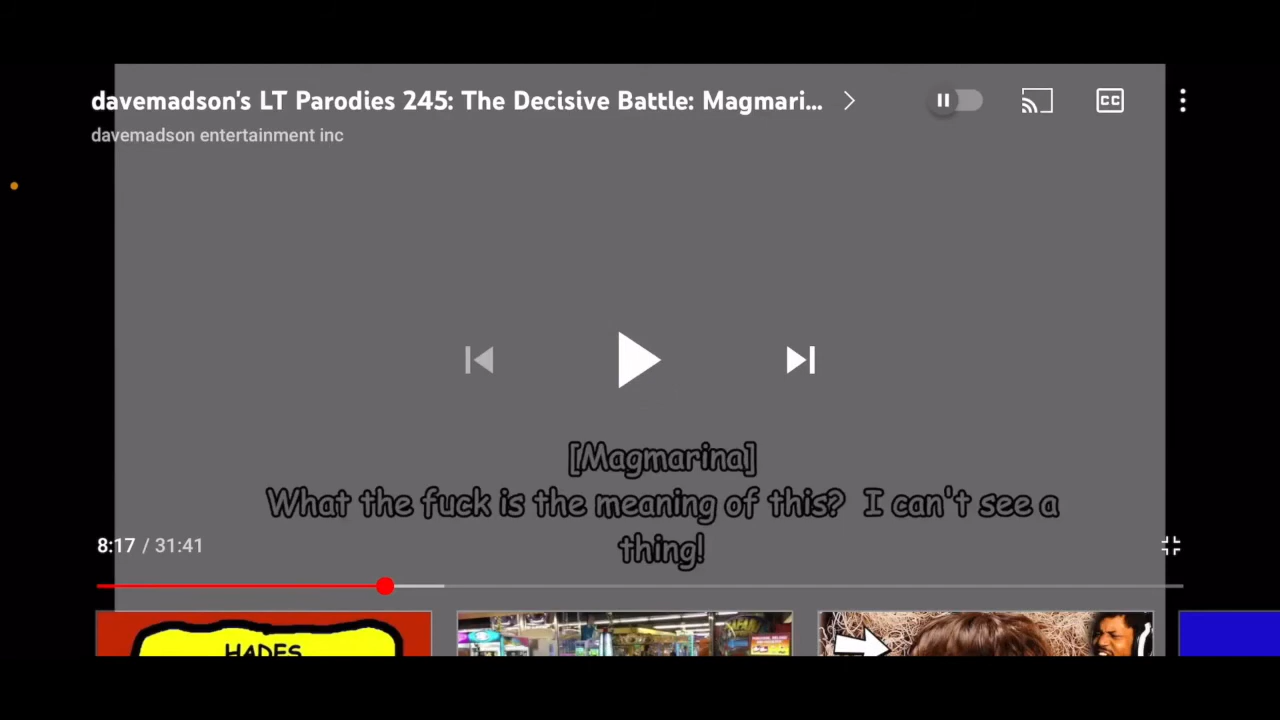 davemadson's LT Parodies 245: The Decisive Battle: Magmari...
davemadson entertainment inc
CC
[Magmarina]
What the fuck is the meaning of this? I can't see a
thing!
8:17 / 31:41
HADES